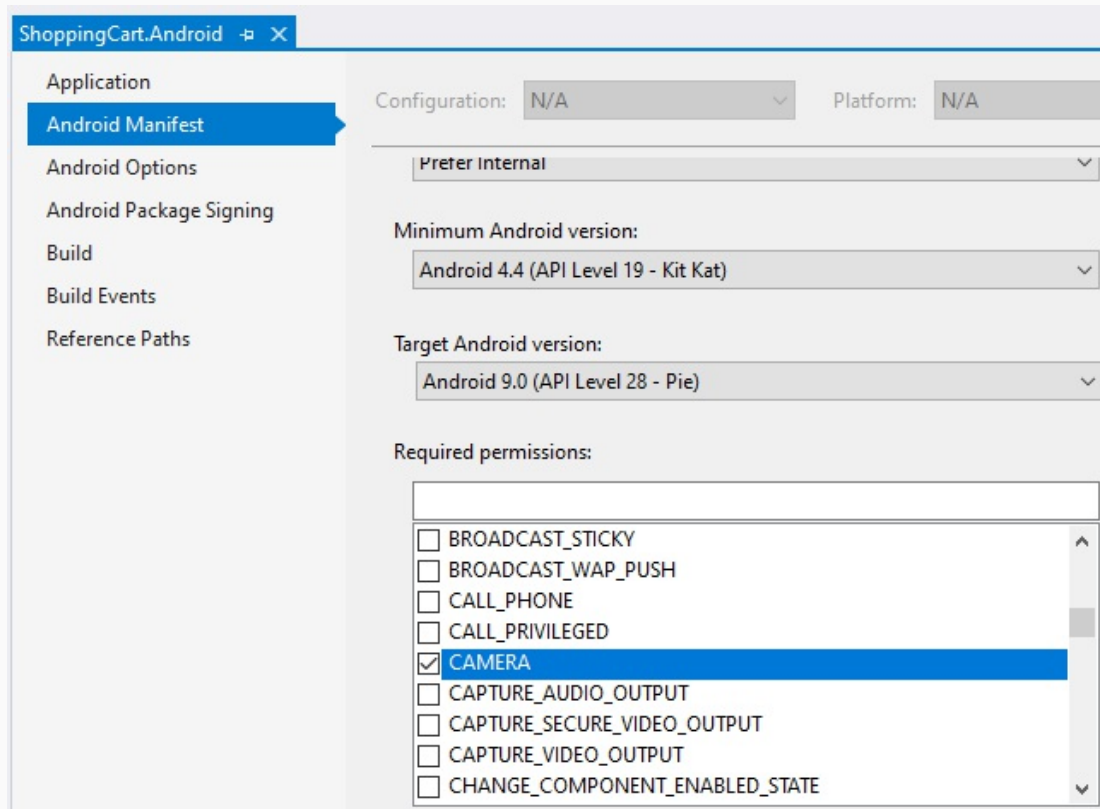 ShoppingCart.Android
Application
Android Manifest
Android Options
Android Package Signing
Build
Build Events
Reference Paths
Configuration: N/A Platform: N/A
Prefer Internal
Minimum Android version:
Android 4.4 (API Level 19 - Kit Kat)
Target Android version:
Android 9.0 (API Level 28 - Pie)
Required permissions:
BROADCAST_STICKY
BROADCAST_WAP_PUSH
CALL_PHONE
CALL_PRIVILEGED
CAMERA
CAPTURE_AUDIO_OUTPUT
CAPTURE_SECURE_VIDEO_OUTPUT
CAPTURE_VIDEO_OUTPUT
CHANGE_COMPONENT_ENABLED_STATE